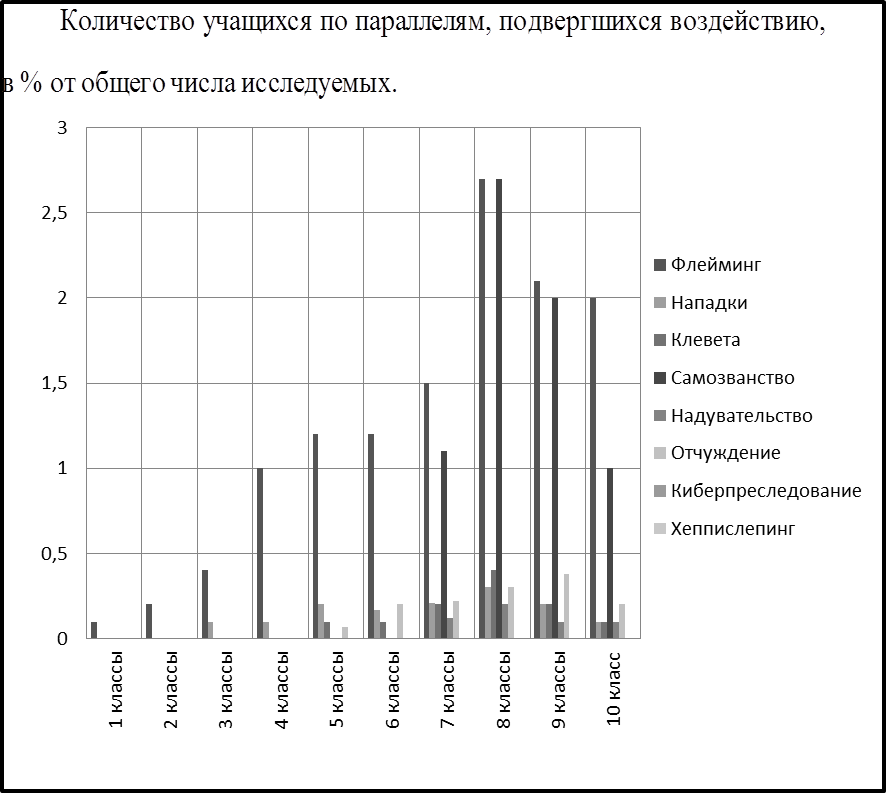 Количество учащихся по параллелям, подвергшихся воздействию,
в % от общего числа исследуемых.
3
2,5
2
1,5
1
0,5
0
1 классы
2 классы
3 классы
4 классы
5 классы
6 классы
7 классы
8 классы
9 классы
10 класс
Флейминг
Нападки
Клевета
Самозванство
Надувательство
Отчуждение
Киберпреследование
Хеппислепинг